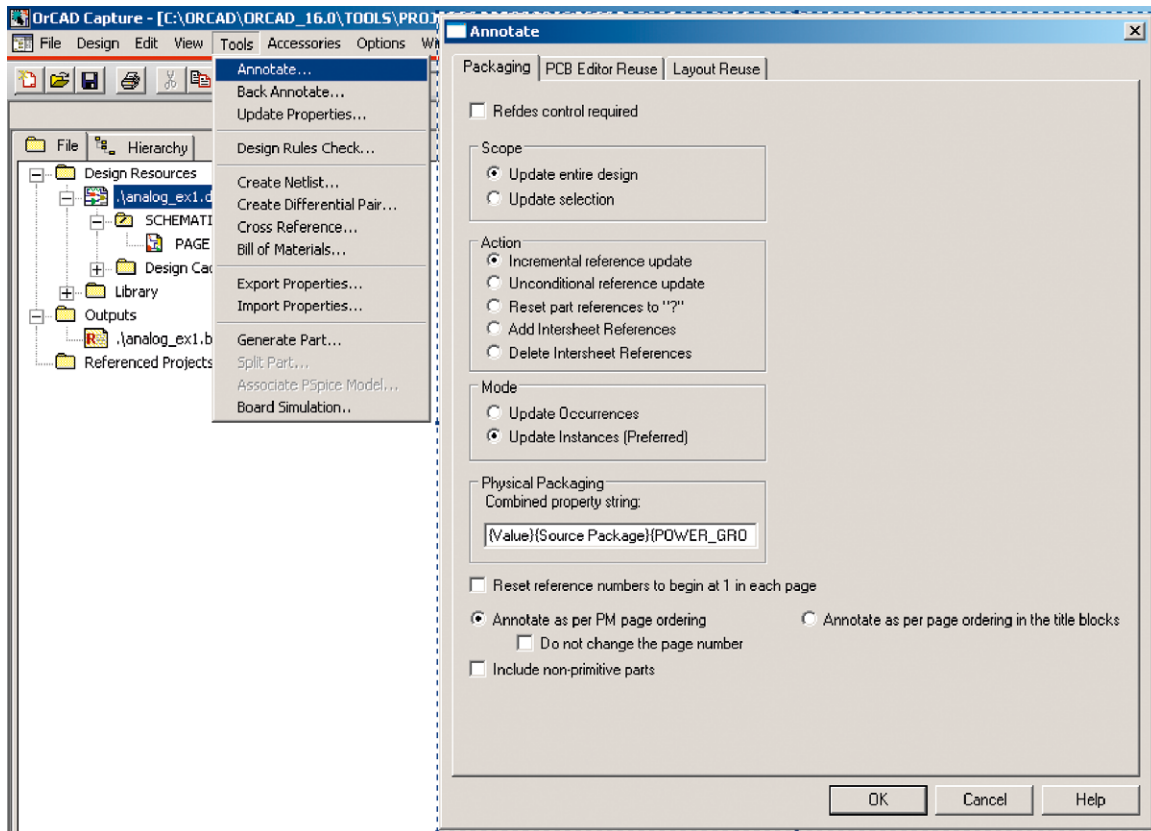 OrCAD Capture - [C:\ORCAD\ORCAD_16.0\TOOLS\PROJ
File Design Edit View Tools Accessories Options
File Hierarchy
Design Resources
.\analog_ex1.d
SCHEMATI
PAGE
Design Cac
Library
Outputs
.\analog_ex1.b
Referenced Projects
Annotate...
Back Annotate...
Update Properties...
Design Rules Check...
Create Netlist...
Create Differential Pair...
Cross Reference...
Bill of Materials...
Export Properties...
Import Properties...
Generate Part...
Split Part...
Associate PSpice Model...
Board Simulation..
Annotate
Packaging PCB Editor Reuse Layout Reuse
Refdes control required
Scope
Update entire design
Update selection
Action
Incremental reference update
Unconditional reference update
Reset part references to "?"
Add Intersheet References
Delete Intersheet References
Mode
Update Occurrences
Update Instances (Preferred)
Physical Packaging
Combined property string:
{Value}{Source Package}{POWER_GRO
Reset reference numbers to begin at 1 in each page
Annotate as per PM page ordering Annotate as per page ordering in the title blocks
Do not change the page number
Include non-primitive parts
OK Cancel Help